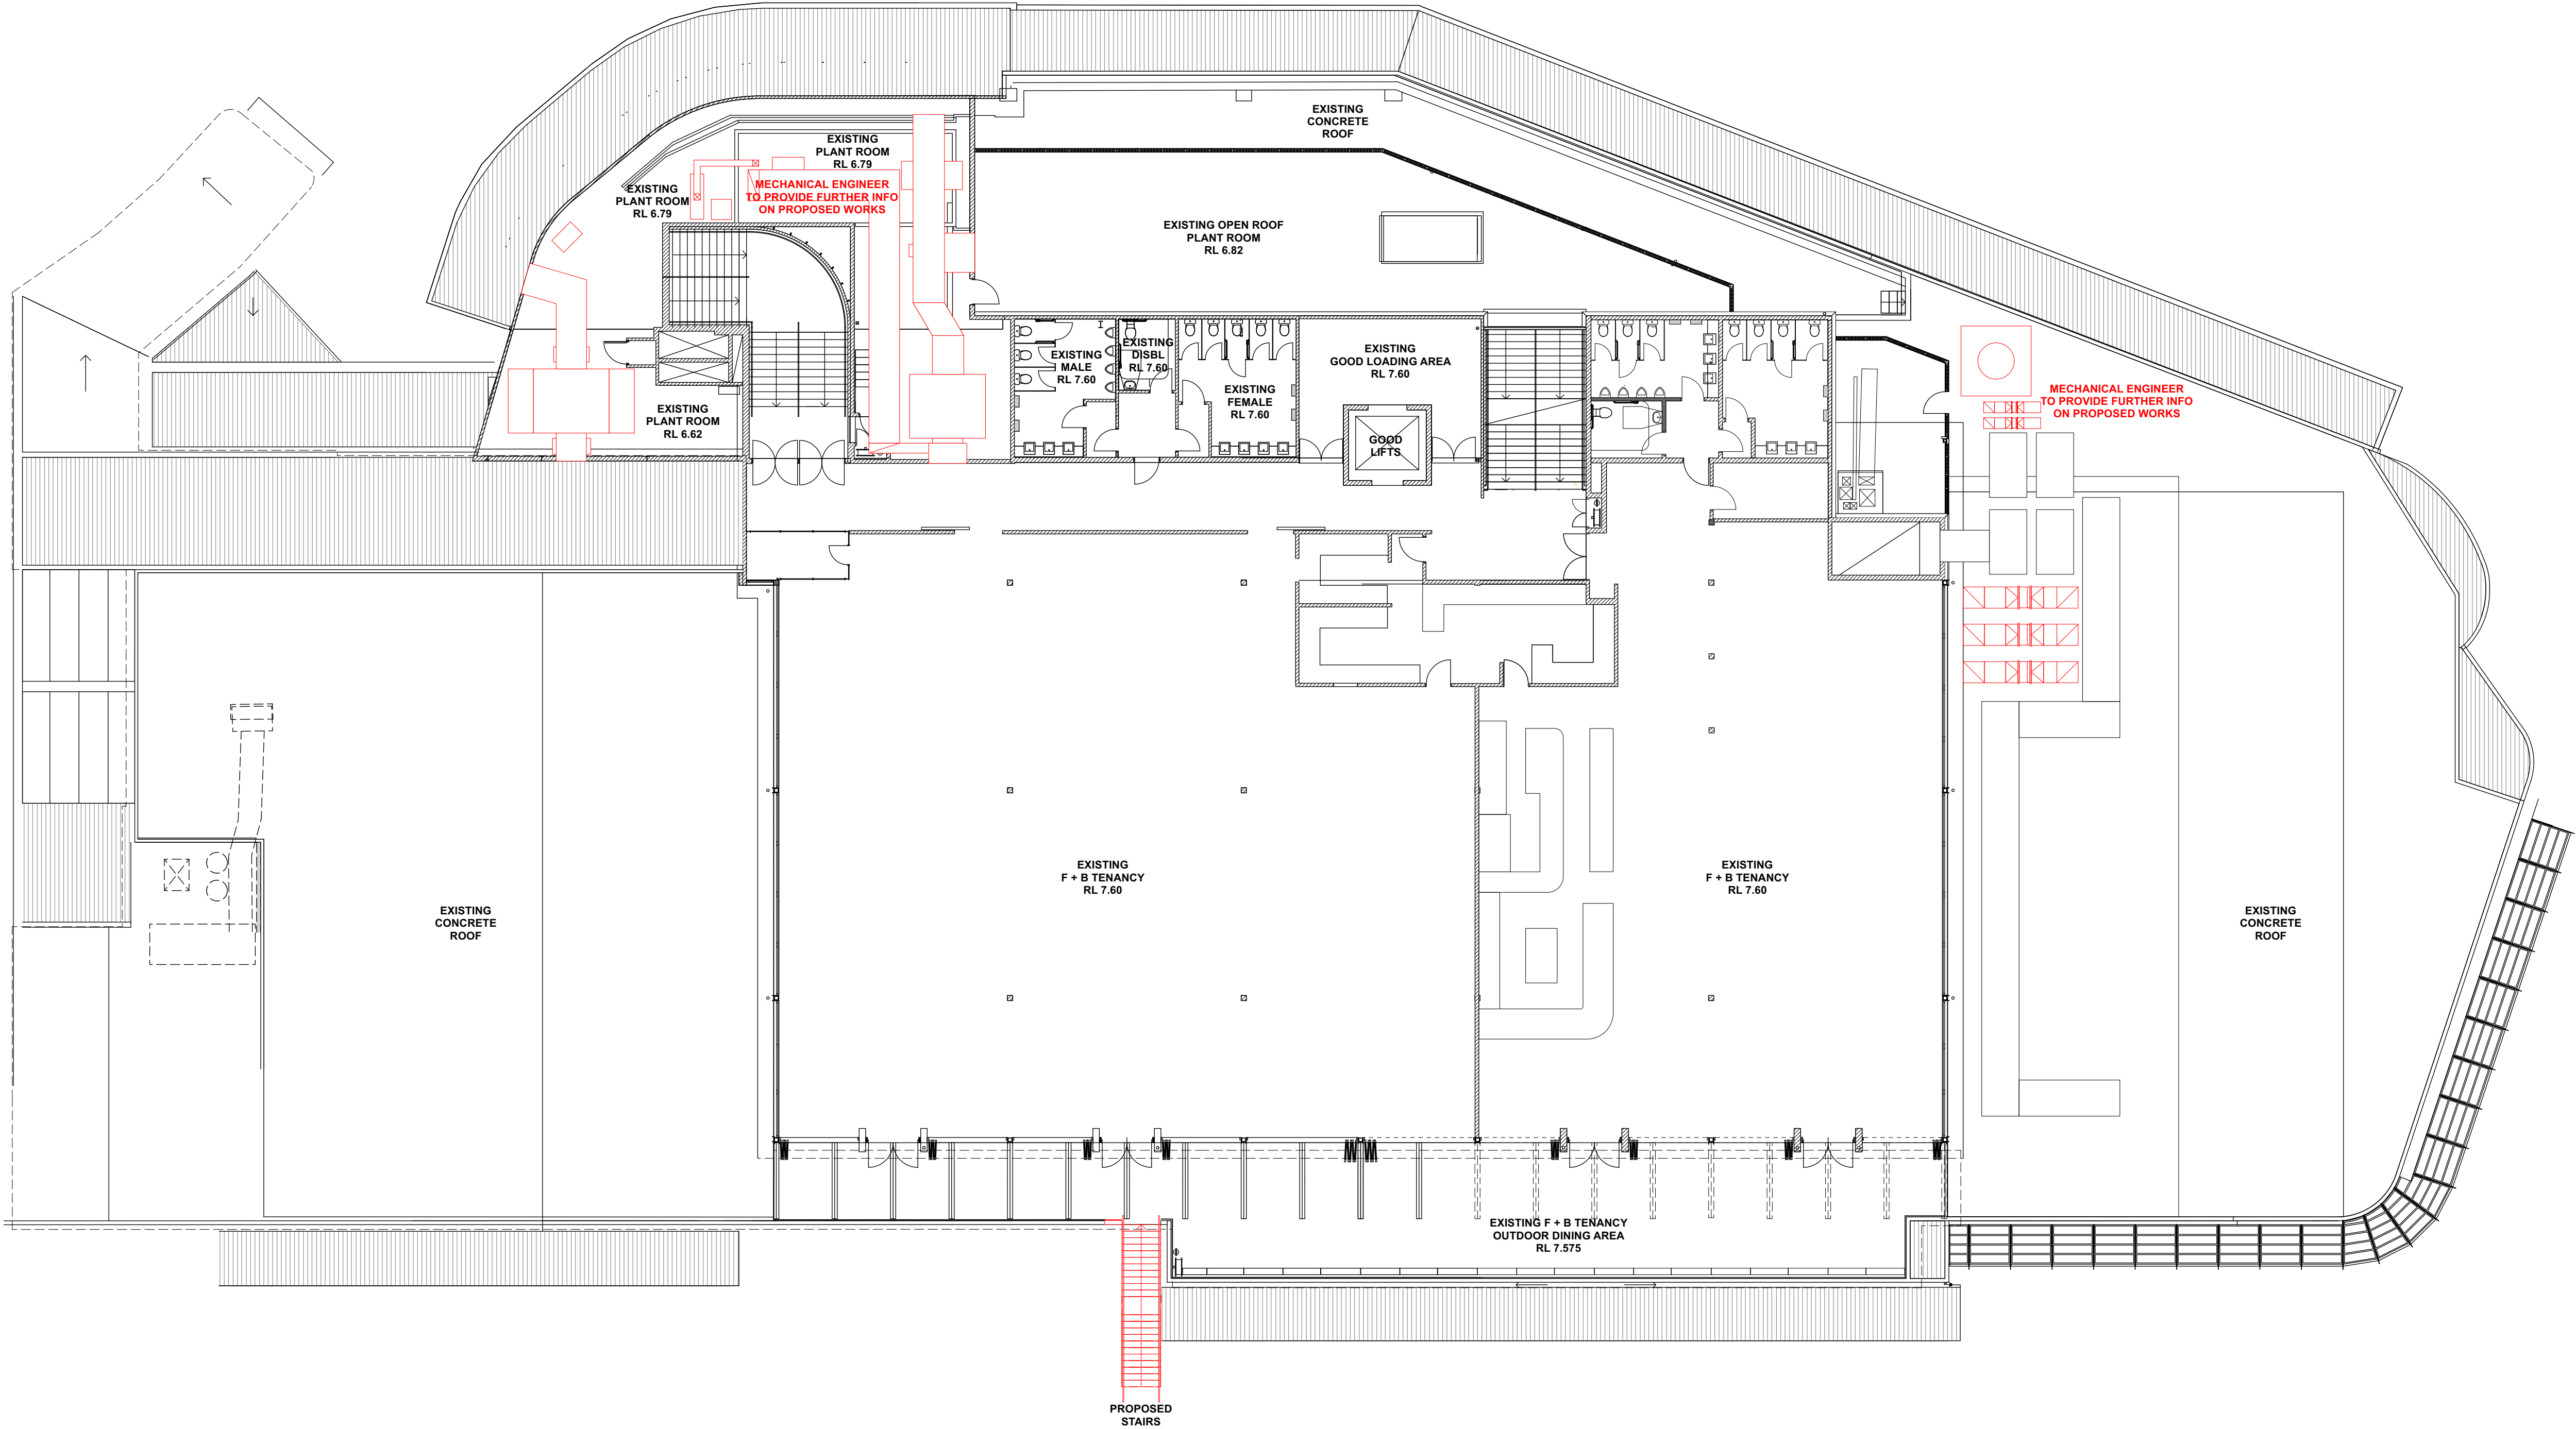 EXISTING
CONCRETE
ROOF
EXISTING
PLANT ROOM
RL 6.79
MECHANICAL ENGINEER
TO PROVIDE FURTHER INFO
ON PROPOSED WORKS
EXISTING
PLANT ROOM
RL 6.79
EXISTING OPEN ROOF
PLANT ROOM
RL 6.82
EXISTING
MALE
RL 7.60
EXISTING
DISBL
RL 7.60
EXISTING
FEMALE
RL 7.60
EXISTING
GOOD LOADING AREA
RL 7.60
GOOD
LIFTS
EXISTING
PLANT ROOM
RL 6.62
MECHANICAL ENGINEER
TO PROVIDE FURTHER INFO
ON PROPOSED WORKS
EXISTING
F + B TENANCY
RL 7.60
EXISTING
F + B TENANCY
RL 7.60
EXISTING
CONCRETE
ROOF
EXISTING
CONCRETE
ROOF
EXISTING F + B TENANCY
OUTDOOR DINING AREA
RL 7.575
PROPOSED
STAIRS